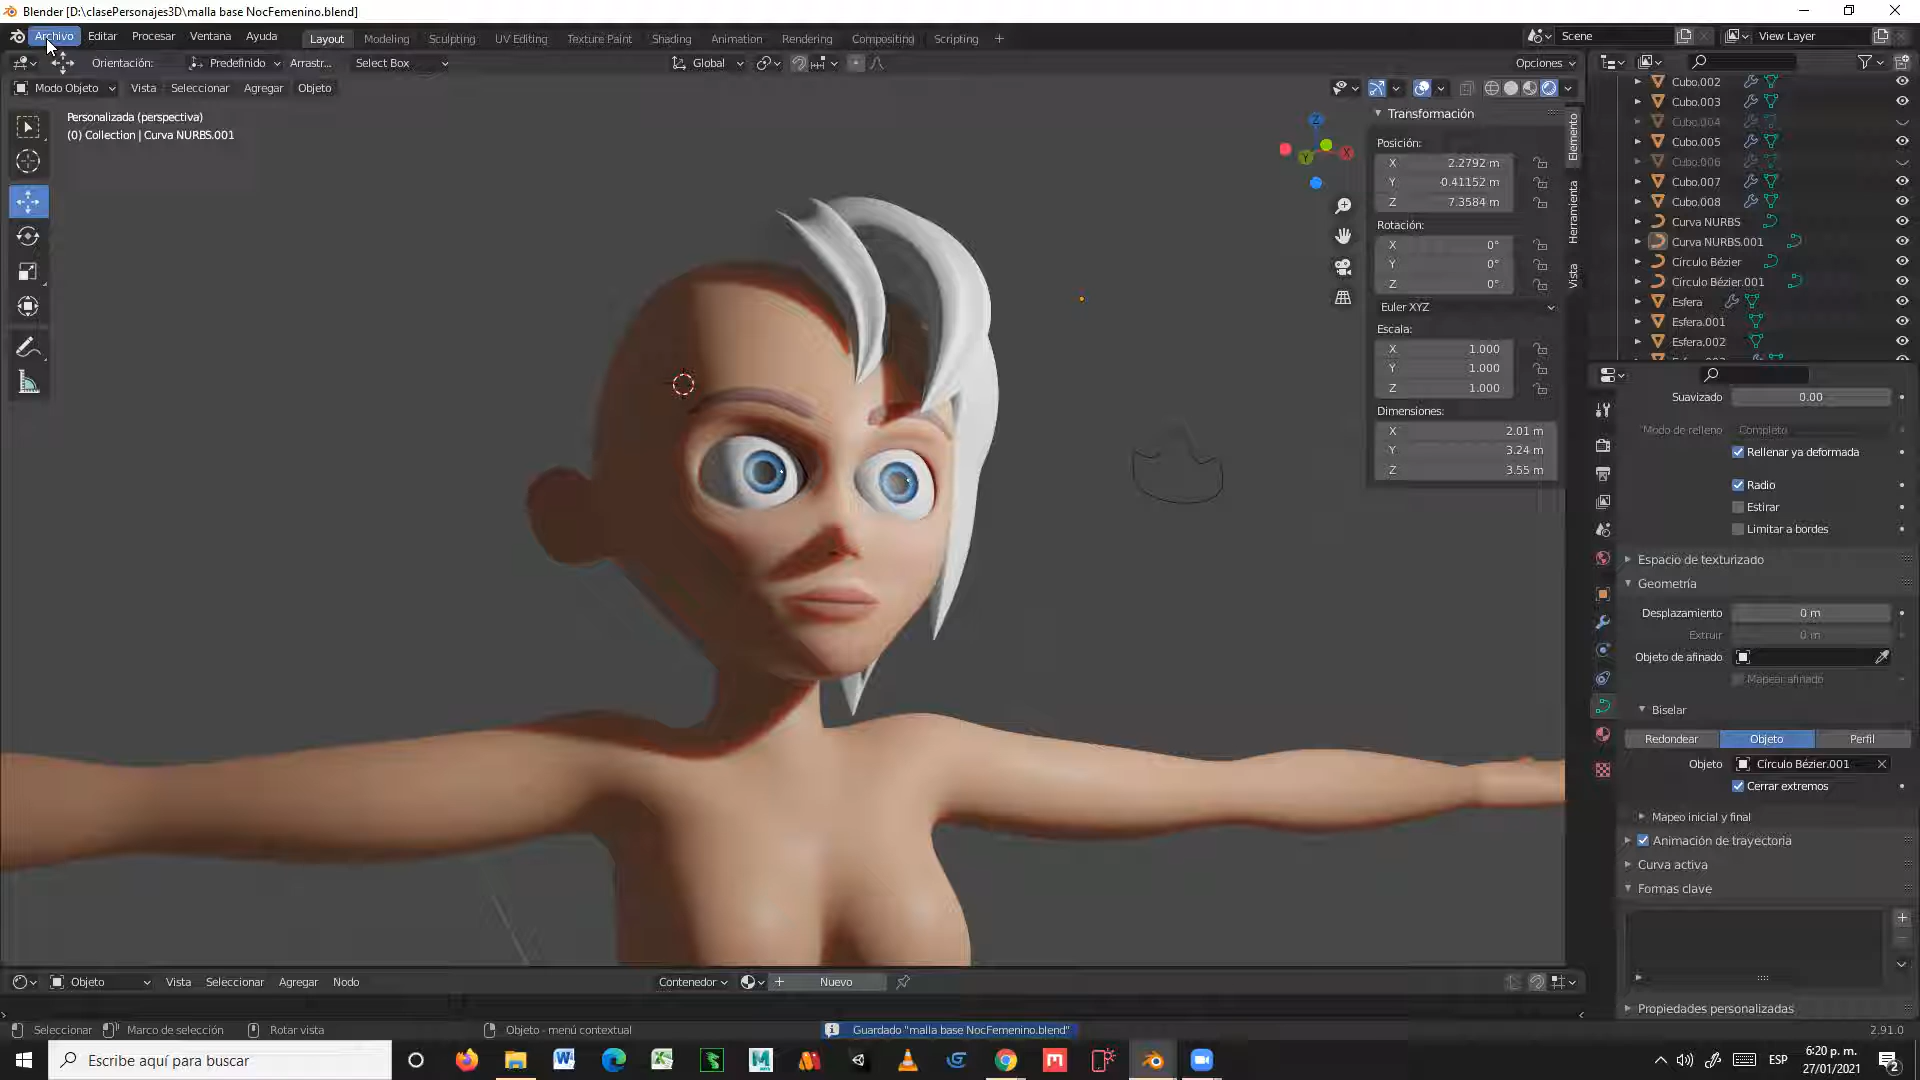 Blender [D:\clasePersonajes3D\malla base NocFemenino.blend]
Archivo Editar Procesar Ventana Ayuda Layout Modeling Sculpting UV Editing Texture Paint Shading Animation Rendering Compositing Scripting + Scene View Layer
Orientación: Predefinido Arrastr... Select Box Global Opciones
Modo Objeto Vista Seleccionar Agregar Objeto
Personalizada (perspectiva)
(0) Collection | Curva NURBS.001
Z
Y
X
Transformación
Posición:
X 2.2792 m
Y -0.41152 m
Z 7.3584 m
Rotación:
X 0°
Y 0°
Z 0°
Euler XYZ
Escala:
X 1.000
Y 1.000
Z 1.000
Dimensiones:
X 2.01 m
Y 3.24 m
Z 3.55 m
Elemento
Herramienta
Vista
Cubo.002
Cubo.003
Cubo.004
Cubo.005
Cubo.006
Cubo.007
Cubo.008
Curva NURBS
Curva NURBS.001
Círculo Bézier
Círculo Bézier.001
Esfera
Esfera.001
Esfera.002
Suavizado 0.00
Modo de relleno Completo
Rellenar ya deformada
Radio
Estirar
Limitar a bordes
Espacio de texturizado
Geometría
Desplazamiento 0 m
Extruir 0 m
Objeto de afinado
Mapear afinado
Biselar
Redondear Objeto Perfil
Objeto Círculo Bézier.001
Cerrar extremos
Mapeo inicial y final
Animación de trayectoria
Curva activa
Formas clave
Propiedades personalizadas
Objeto Vista Seleccionar Agregar Nodo Contenedor + Nuevo
Seleccionar Marco de selección Rotar vista Objeto - menú contextual Guardado "malla base NocFemenino.blend" 2.91.0
Escribe aquí para buscar
ESP
6:20 p. m.
27/01/2021
2